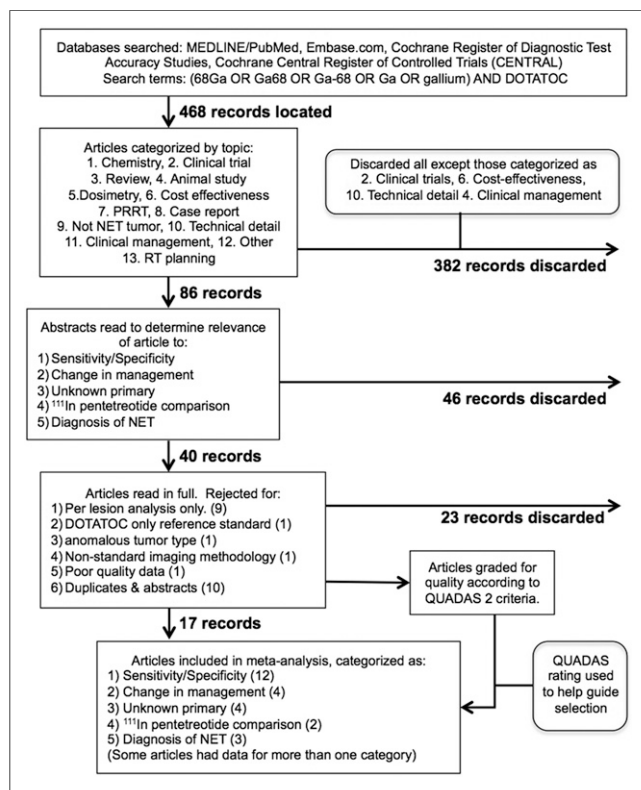 Databases searched: MEDLINE/PubMed, Embase.com, Cochrane Register of Diagnostic Test
Accuracy Studies, Cochrane Central Register of Controlled Trials (CENTRAL)
Search terms: (68Ga OR Ga68 OR Ga-68 OR Ga OR gallium) AND DOTATOC
468 records located
Articles categorized by topic:
1. Chemistry, 2. Clinical trial
3. Review, 4. Animal study
5.Dosimetry, 6. Cost effectiveness
7. PRRT, 8. Case report
9. Not NET tumor, 10. Technical detail
11. Clinical management, 12. Other
13. RT planning
Discarded all except those categorized as
2. Clinical trials, 6. Cost-effectiveness,
10. Technical detail 4. Clinical management
382 records discarded
86 records
Abstracts read to determine relevance
of article to:
1) Sensitivity/Specificity
2) Change in management
3) Unknown primary
4) ¹¹¹In pentetreotide comparison
5) Diagnosis of NET
46 records discarded
40 records
Articles read in full. Rejected for:
1) Per lesion analysis only. (9)
2) DOTATOC only reference standard (1)
3) anomalous tumor type (1)
4) Non-standard imaging methodology (1)
5) Poor quality data (1)
6) Duplicates & abstracts (10)
23 records discarded
Articles graded for
quality according to
QUADAS 2 criteria.
17 records
Articles included in meta-analysis, categorized as:
1) Sensitivity/Specificity (12)
2) Change in management (4)
3) Unknown primary (4)
4) ¹¹¹In pentetreotide comparison (2)
5) Diagnosis of NET (3)
(Some articles had data for more than one category)
QUADAS
rating used
to help guide
selection